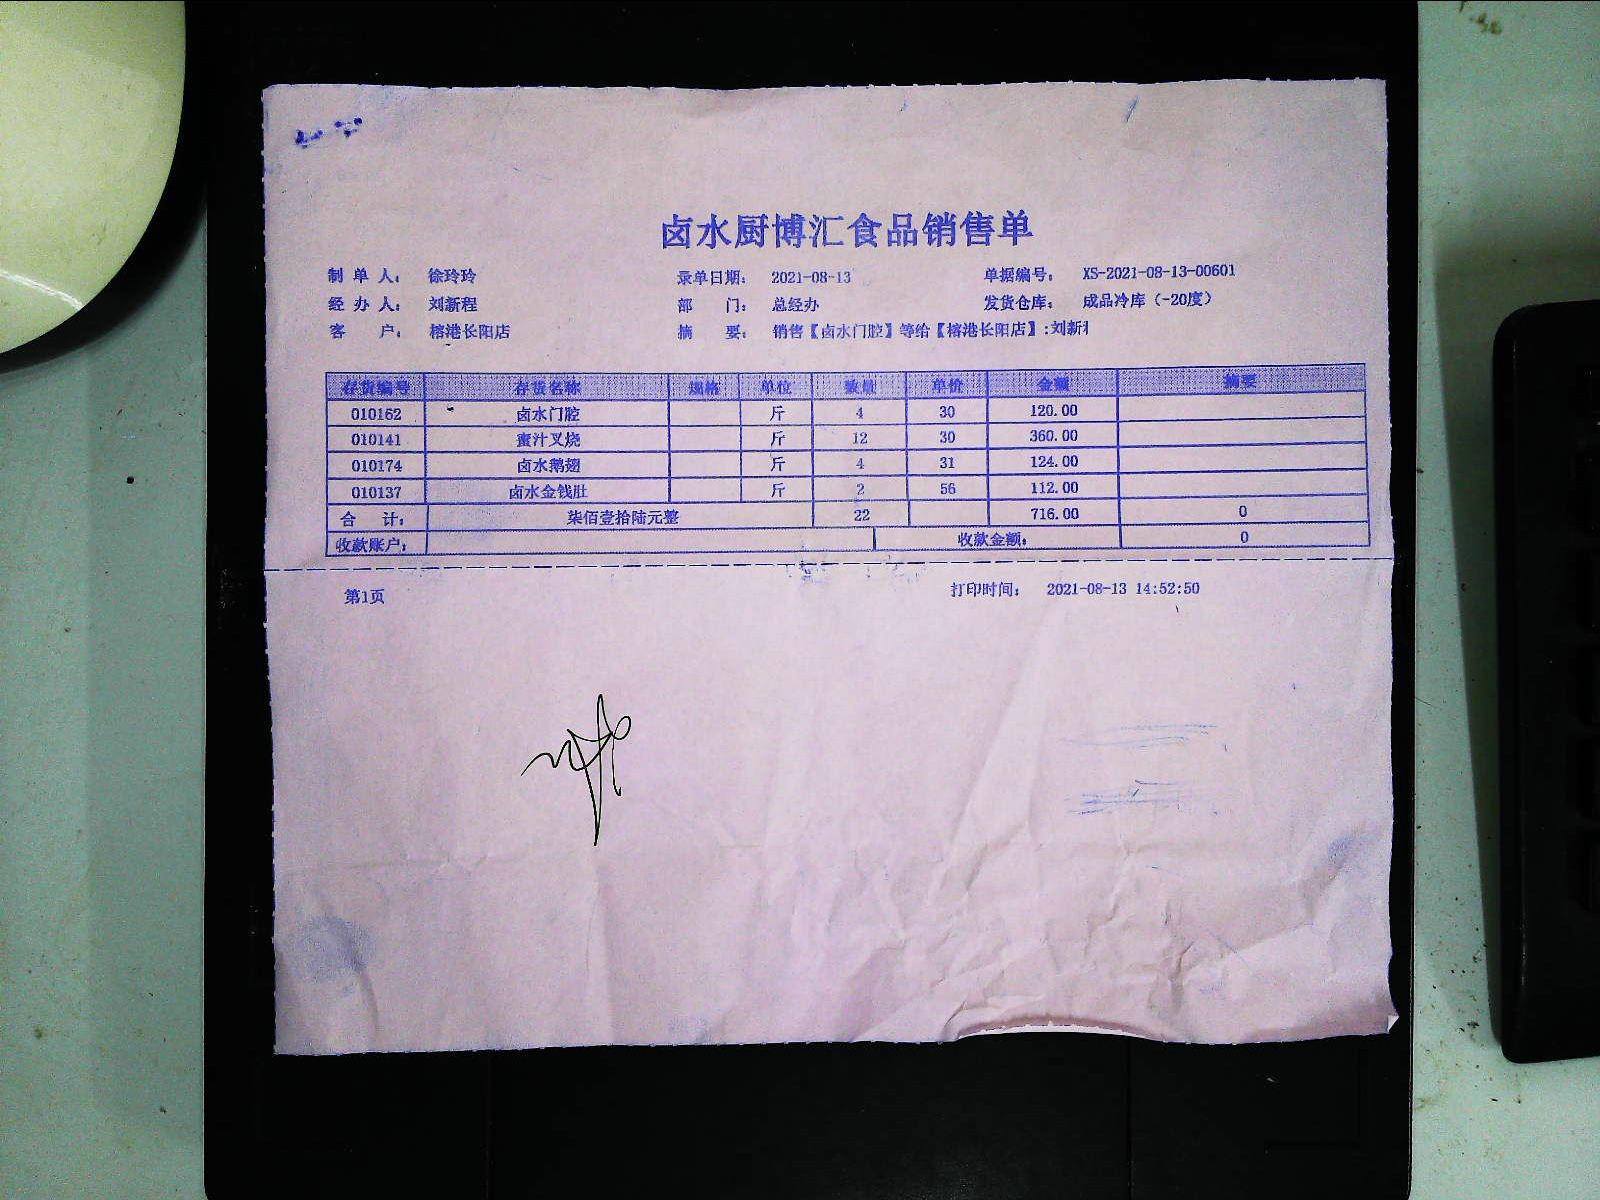 卤水厨博汇食品销售单
制单人: 徐玲玲 录单日期: 2021-08-13 单据编号: XS-2021-08-13-00601
经办人: 刘新程 部门: 总经办 发货仓库: 成品冷库（-20度）
客户: 榕港长阳店 摘要: 销售【卤水门腔】等给【榕港长阳店】:刘新
存货编号 存货名称 规格 单位 数量 单价 金额 摘要
010162 卤水门腔 斤 4 30 120.00
010141 蜜汁叉烧 斤 12 30 360.00
010174 卤水鹅翅 斤 4 31 124.00
010137 卤水金钱肚 斤 2 56 112.00
合计: 柒佰壹拾陆元整 22 716.00 0
收款账户: 收款金额: 0
第1页 打印时间: 2021-08-13 14:52:50